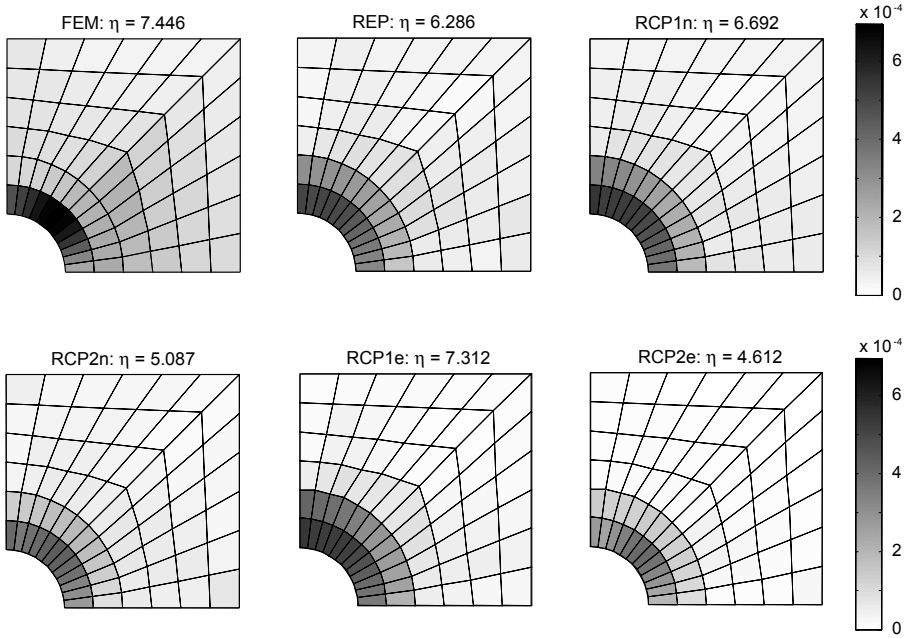 FEM: η = 7.446
REP: η = 6.286
RCP1n: η = 6.692
x 10⁻⁴
6
4
2
0
RCP2n: η = 5.087
RCP1e: η = 7.312
RCP2e: η = 4.612
x 10⁻⁴
6
4
2
0